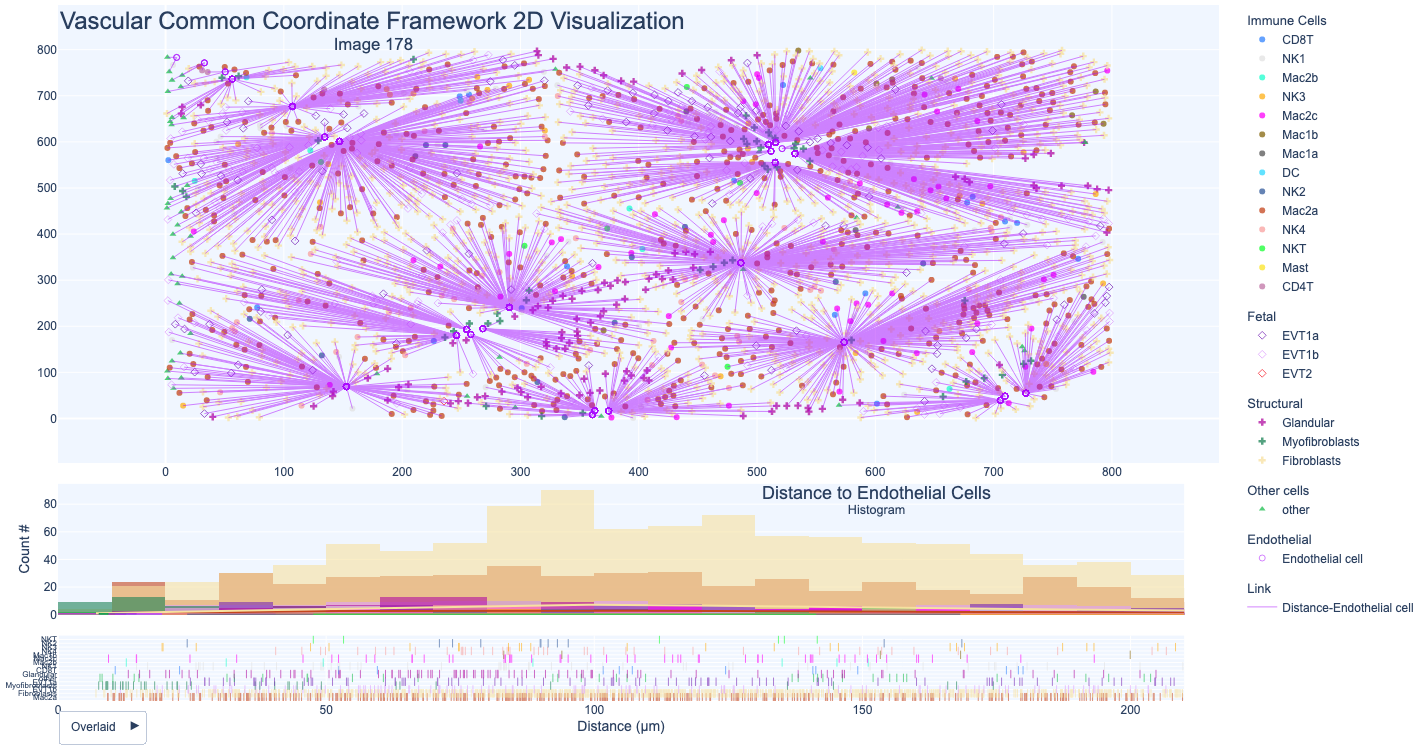 Vascular Common Coordinate Framework 2D Visualization
Image 178
800
700
600
500
400
300
200
100
0
0 100 200 300 400 500 600 700 800
Immune Cells
CD8T
NK1
Mac2b
NK3
Mac2c
Mac1b
Mac1a
DC
NK2
Mac2a
NK4
NKT
Mast
CD4T
Fetal
EVT1a
EVT1b
EVT2
Structural
Glandular
Myofibroblasts
Fibroblasts
Other cells
other
Endothelial
Endothelial cell
Link
Distance-Endothelial cell
Distance to Endothelial Cells
Histogram
Count #
80
60
40
20
0
NKT
Glandular
Myofibroblasts
Fibroblasts
Mac2a
0 50 100 150 200
Distance (μm)
Overlaid ►